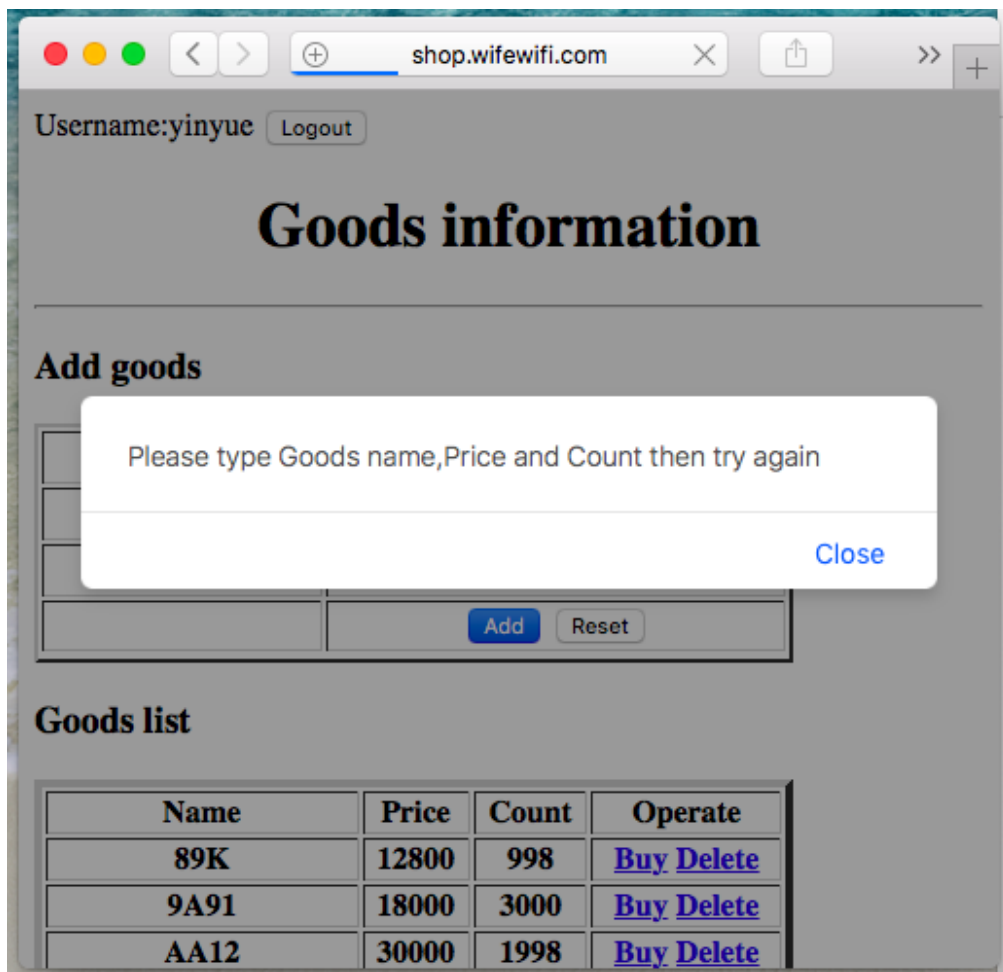 shop.wifewifi.com
Username:yinyue Logout
Goods information
Add goods
Please type Goods name,Price and Count then try again
Close
Add Reset
Goods list
Name Price Count Operate
89K 12800 998 Buy Delete
9A91 18000 3000 Buy Delete
AA12 30000 1998 Buy Delete